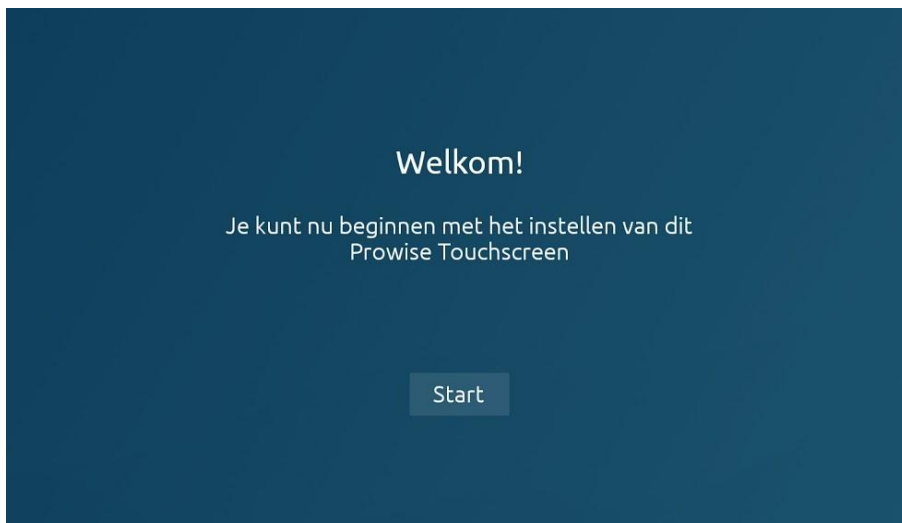 Welkom!
Je kunt nu beginnen met het instellen van dit
Prowise Touchscreen
Start